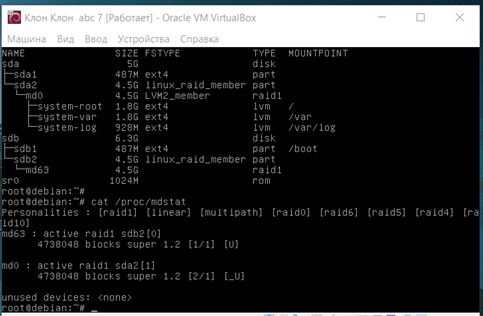 Клон Клон abc 7 [Работает] - Oracle VM VirtualBox
Машина Вид Ввод Устройства Справка
NAME SIZE FSTYPE TYPE MOUNTPOINT
sda 5G disk
├─sda1 487M ext4 part
└─sda2 4.5G linux_raid_member part
└─md0 4.5G LVM2_member raid1
├─system-root 1.8G ext4 lvm /
├─system-var 1.8G ext4 lvm /var
└─system-log 928M ext4 lvm /var/log
sdb 6.3G disk
├─sdb1 487M ext4 part /boot
└─sdb2 4.5G linux_raid_member part
└─md63 4.5G raid1
sr0 1024M rom
root@debian:~#
root@debian:~# cat /proc/mdstat
Personalities : [raid1] [linear] [multipath] [raid0] [raid6] [raid5] [raid4] [ra
id10]
md63 : active raid1 sdb2[0]
4738048 blocks super 1.2 [1/1] [U]
md0 : active raid1 sda2[1]
4738048 blocks super 1.2 [2/1] [_U]
unused devices: <none>
root@debian:~# _